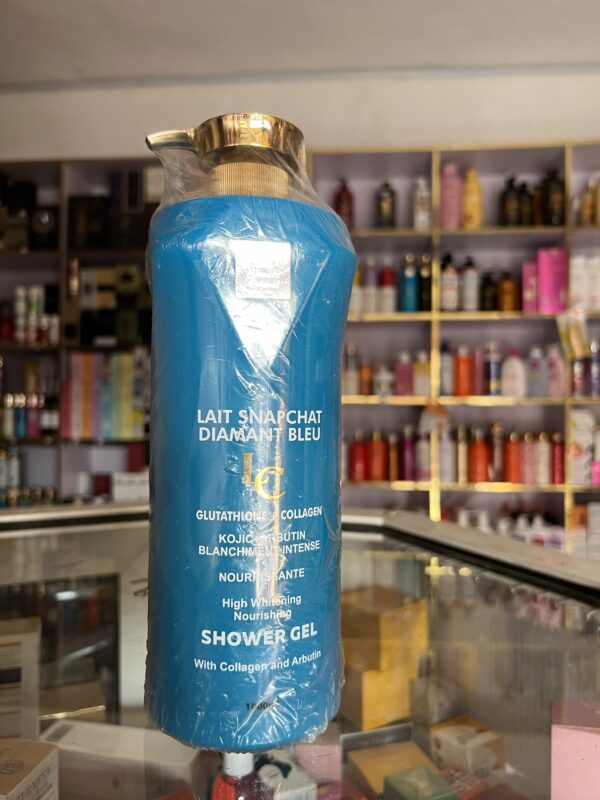 LAIT SNAPCHAT
DIAMANT BLEU
LC
GLUTATHIONE + COLLAGEN
KOJIC-ARBUTIN
BLANCHIMENT INTENSE
NOURISSANTE
High Whitening
Nourishing
SHOWER GEL
With Collagen and Arbutin